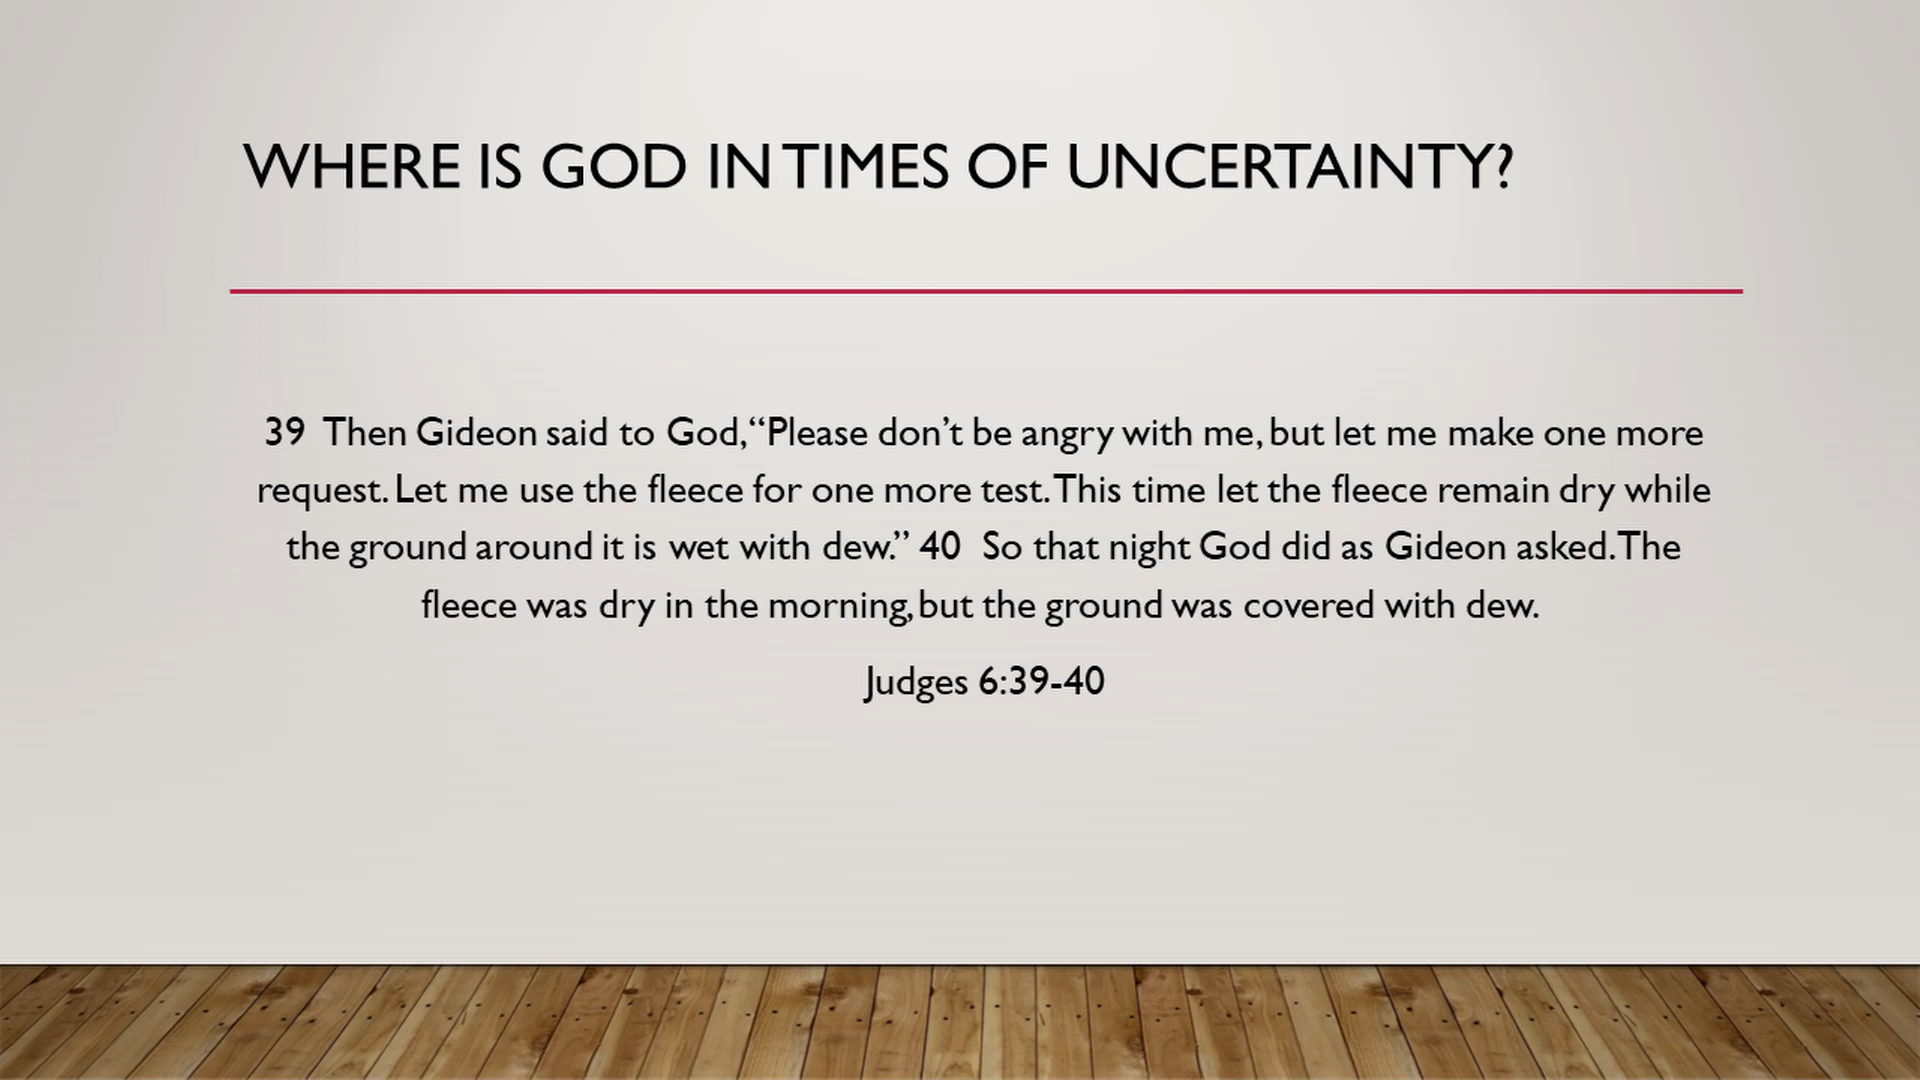 WHERE IS GOD IN TIMES OF UNCERTAINTY?
39 Then Gideon said to God, “Please don’t be angry with me, but let me make one more
request. Let me use the fleece for one more test. This time let the fleece remain dry while
the ground around it is wet with dew.” 40 So that night God did as Gideon asked. The
fleece was dry in the morning, but the ground was covered with dew.
Judges 6:39-40